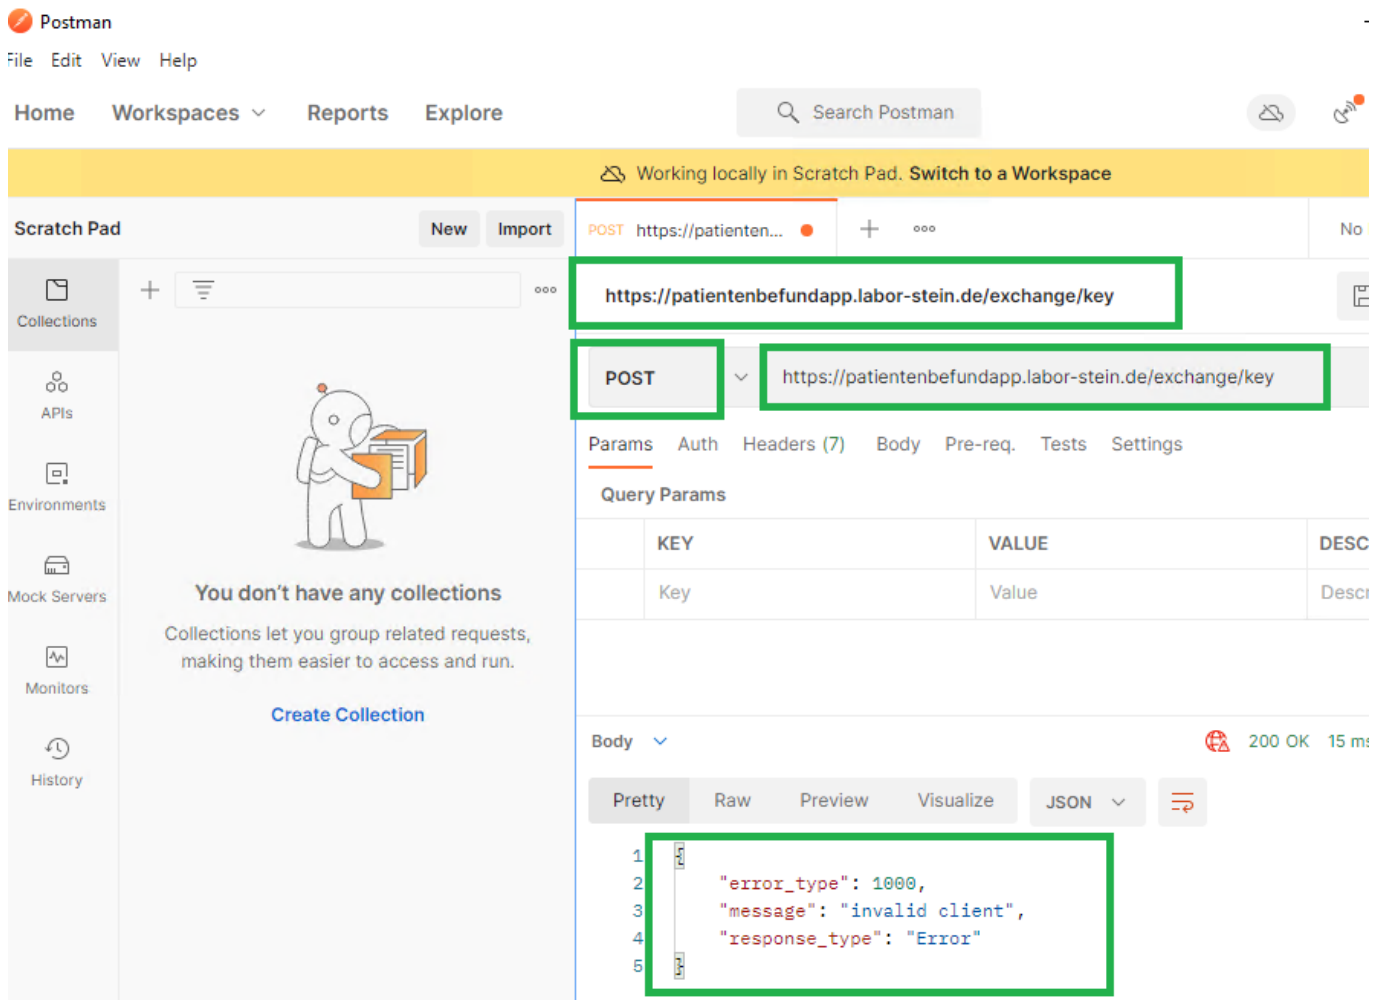 Postman
File Edit View Help
Home Workspaces Reports Explore Search Postman
Working locally in Scratch Pad. Switch to a Workspace
Scratch Pad New Import
POST https://patienten... No
https://patientenbefundapp.labor-stein.de/exchange/key
Collections
POST https://patientenbefundapp.labor-stein.de/exchange/key
APIs
Params Auth Headers (7) Body Pre-req. Tests Settings
Query Params
Environments
KEY VALUE DESC
Key Value Descr
Mock Servers
You don't have any collections
Collections let you group related requests,
making them easier to access and run.
Monitors
Create Collection
History
Body 200 OK 15 ms
Pretty Raw Preview Visualize JSON
1 {
2 "error_type": 1000,
3 "message": "invalid client",
4 "response_type": "Error"
5 }